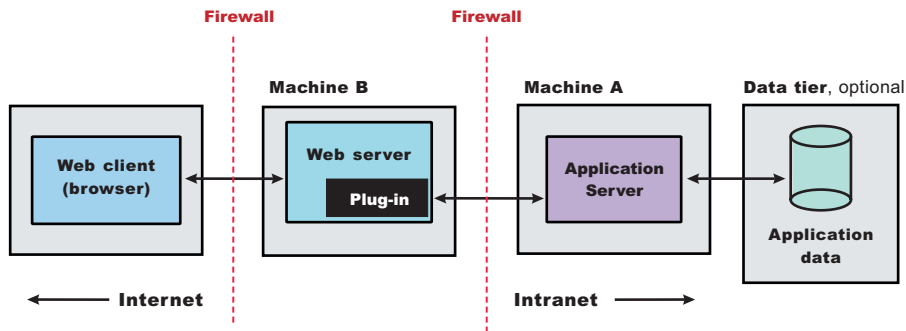 Firewall
Firewall
Machine B
Machine A
Data tier, optional
Web client
(browser)
Web server
Plug-in
Application
Server
Application
data
Internet
Intranet